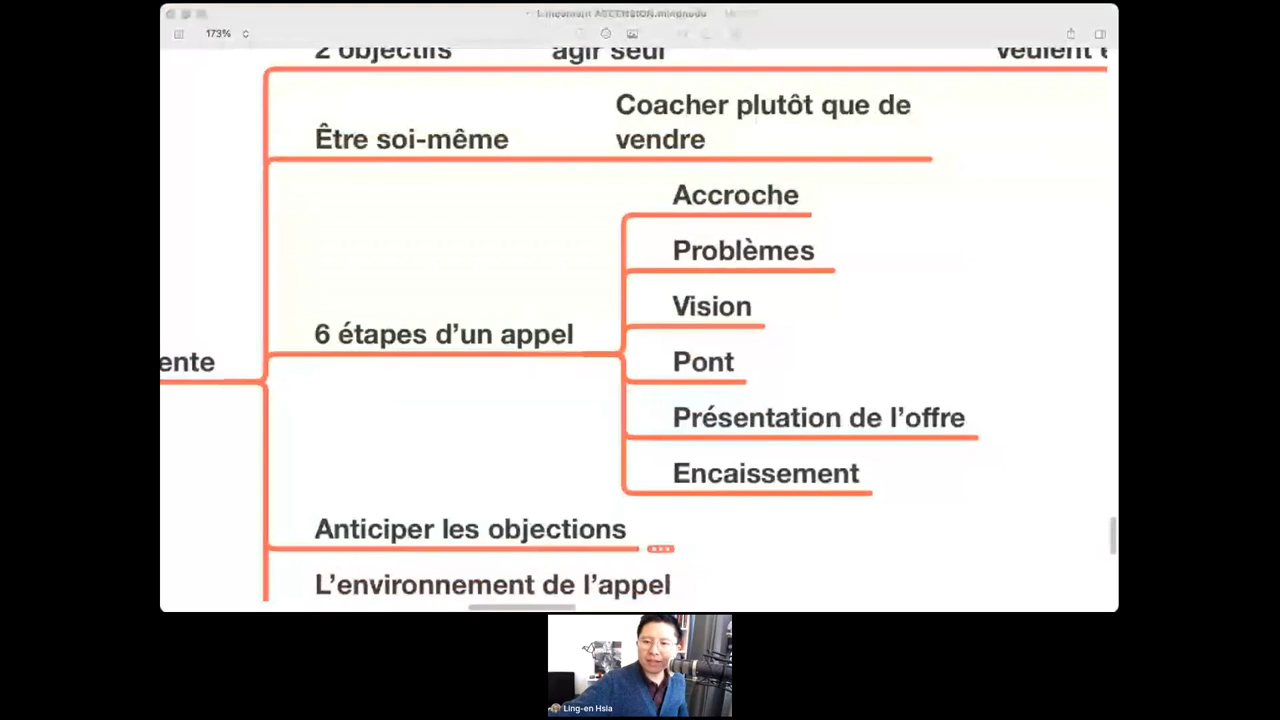 173%
2 objectifs
agir seul
veulent
Être soi-même
Coacher plutôt que de
vendre
Accroche
Problèmes
Vision
6 étapes d’un appel
ente
Pont
Présentation de l’offre
Encaissement
Anticiper les objections
L’environnement de l’appel
Ling-en Hsia